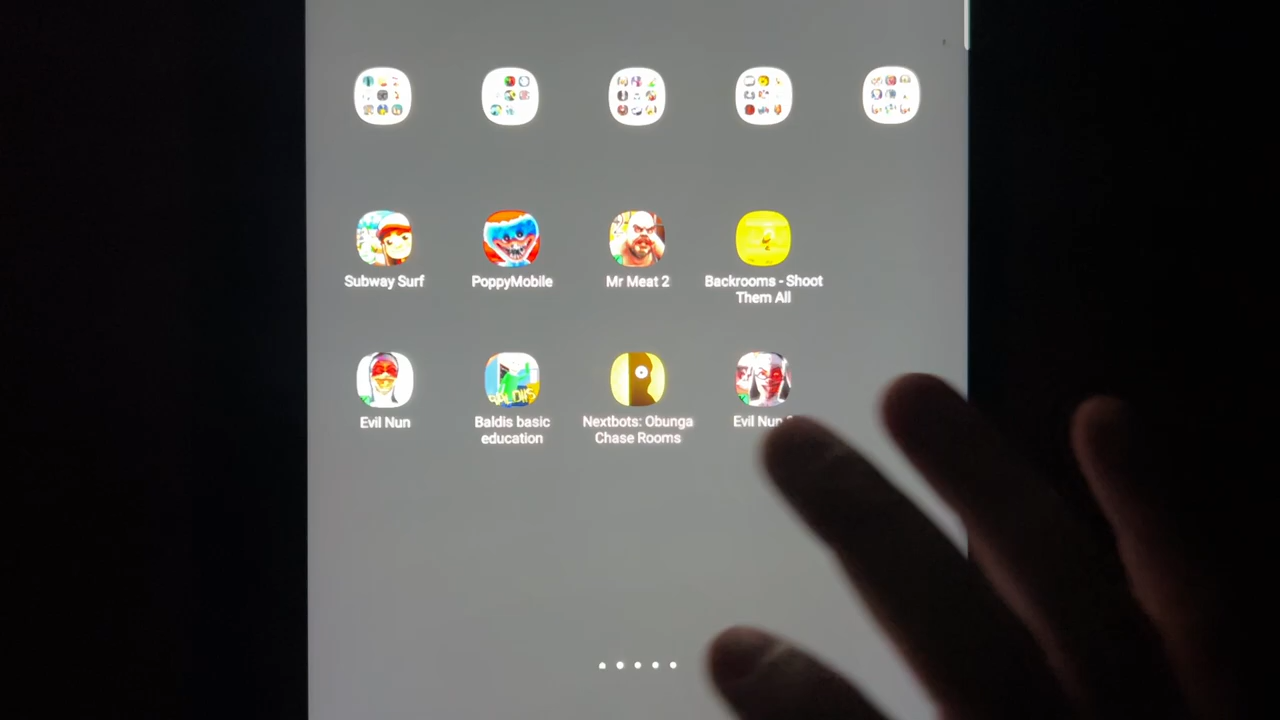 Subway Surf
PoppyMobile
Mr Meat 2
Backrooms - Shoot
Them All
Evil Nun
Baldis basic
education
Nextbots: Obunga
Chase Rooms
Evil Nun